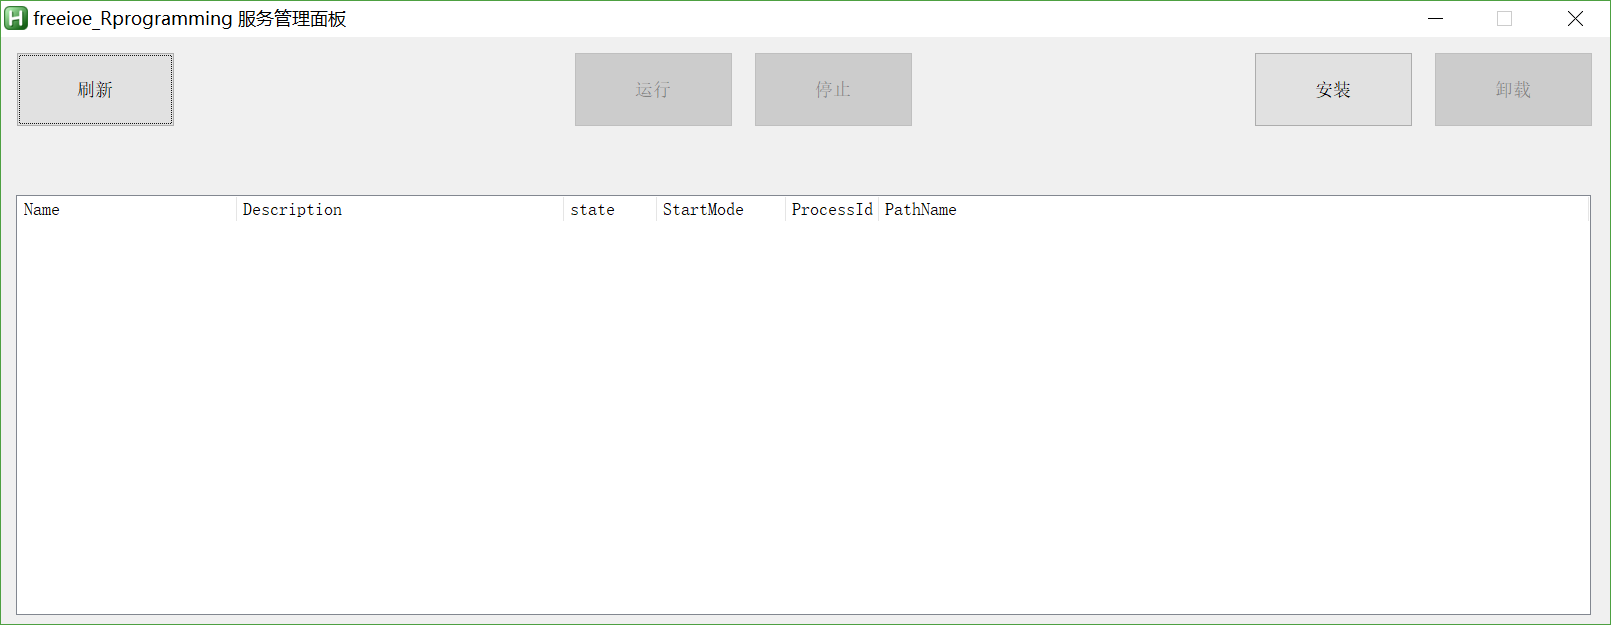 freeioe_Rprogramming 服务管理面板
刷新 运行 停止 安装 卸载
Name Description state StartMode ProcessId PathName